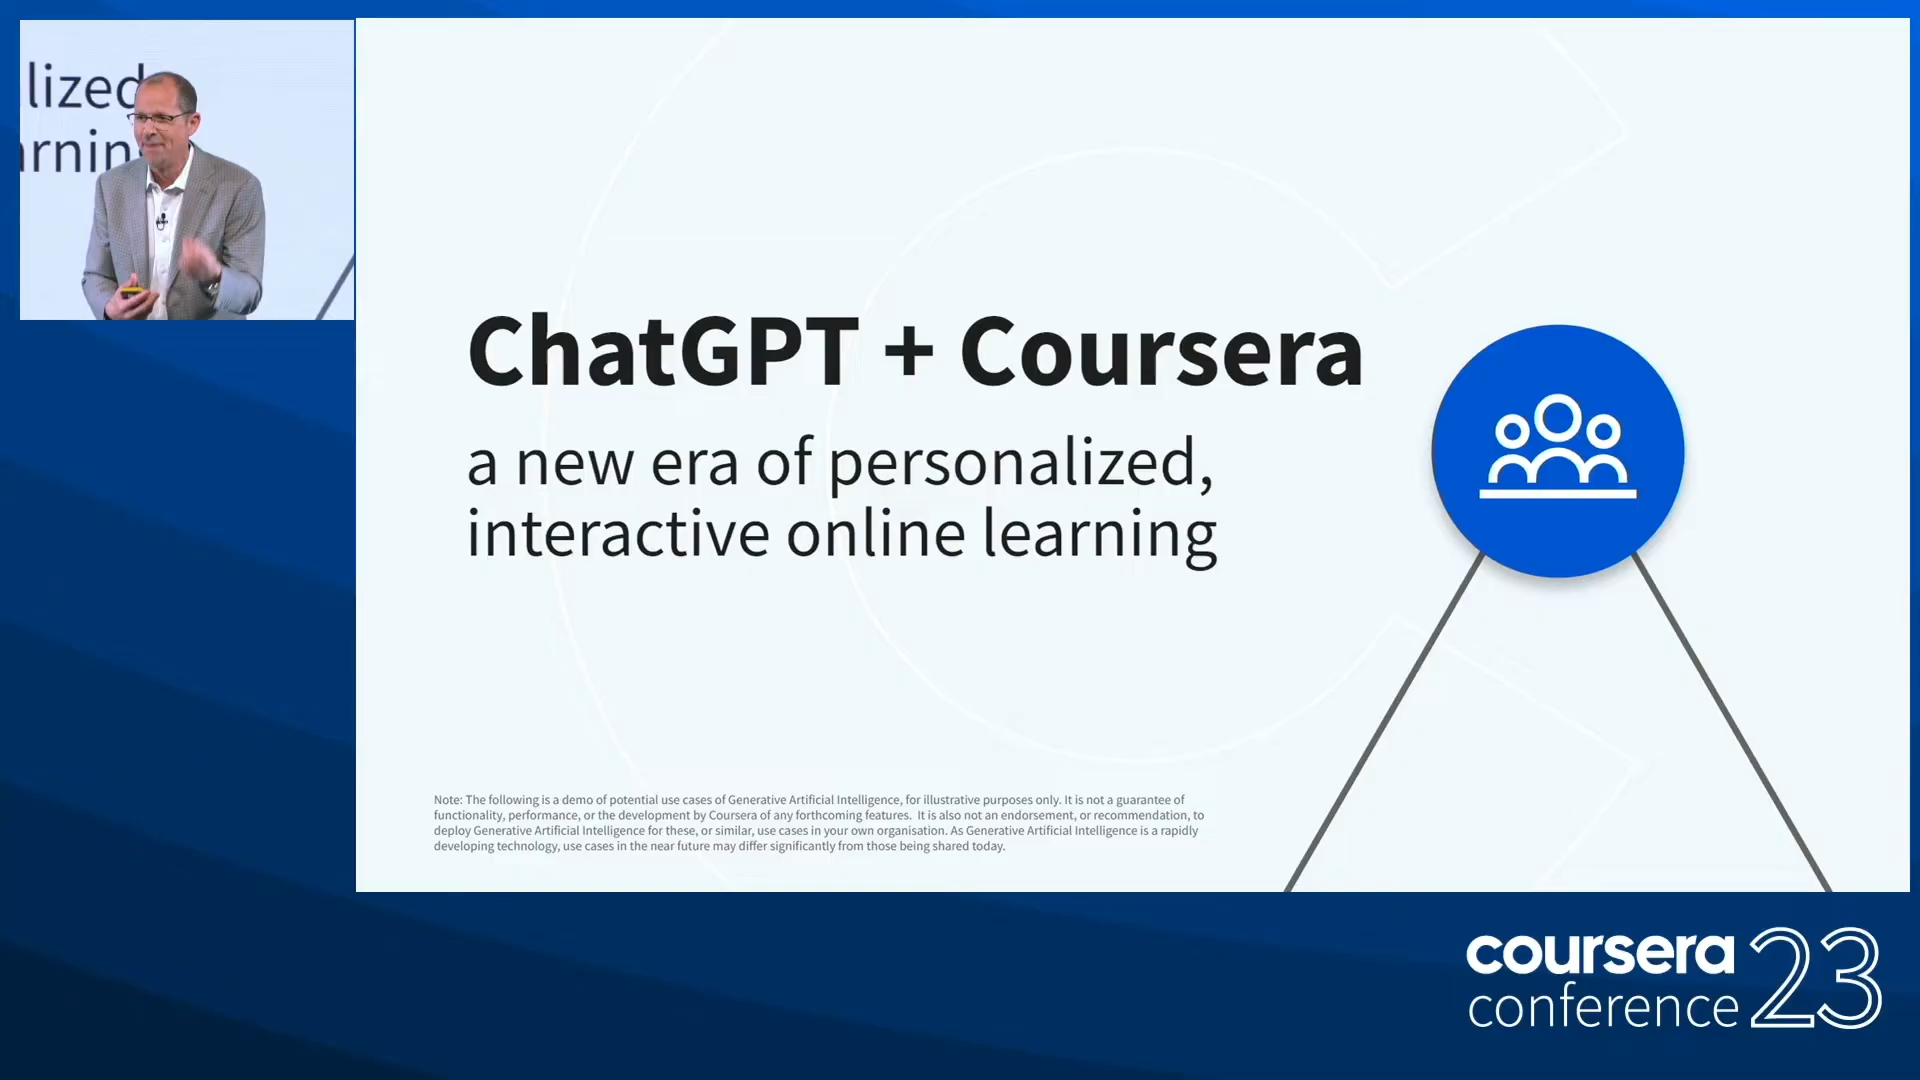 lized
arnin
ChatGPT + Coursera
a new era of personalized,
interactive online learning
Note: The following is a demo of potential use cases of Generative Artificial Intelligence, for illustrative purposes only. It is not a guarantee of
functionality, performance, or the development by Coursera of any forthcoming features. It is also not an endorsement, or recommendation, to
deploy Generative Artificial Intelligence for these, or similar, use cases in your own organisation. As Generative Artificial Intelligence is a rapidly
developing technology, use cases in the near future may differ significantly from those being shared today.
coursera
conference 23